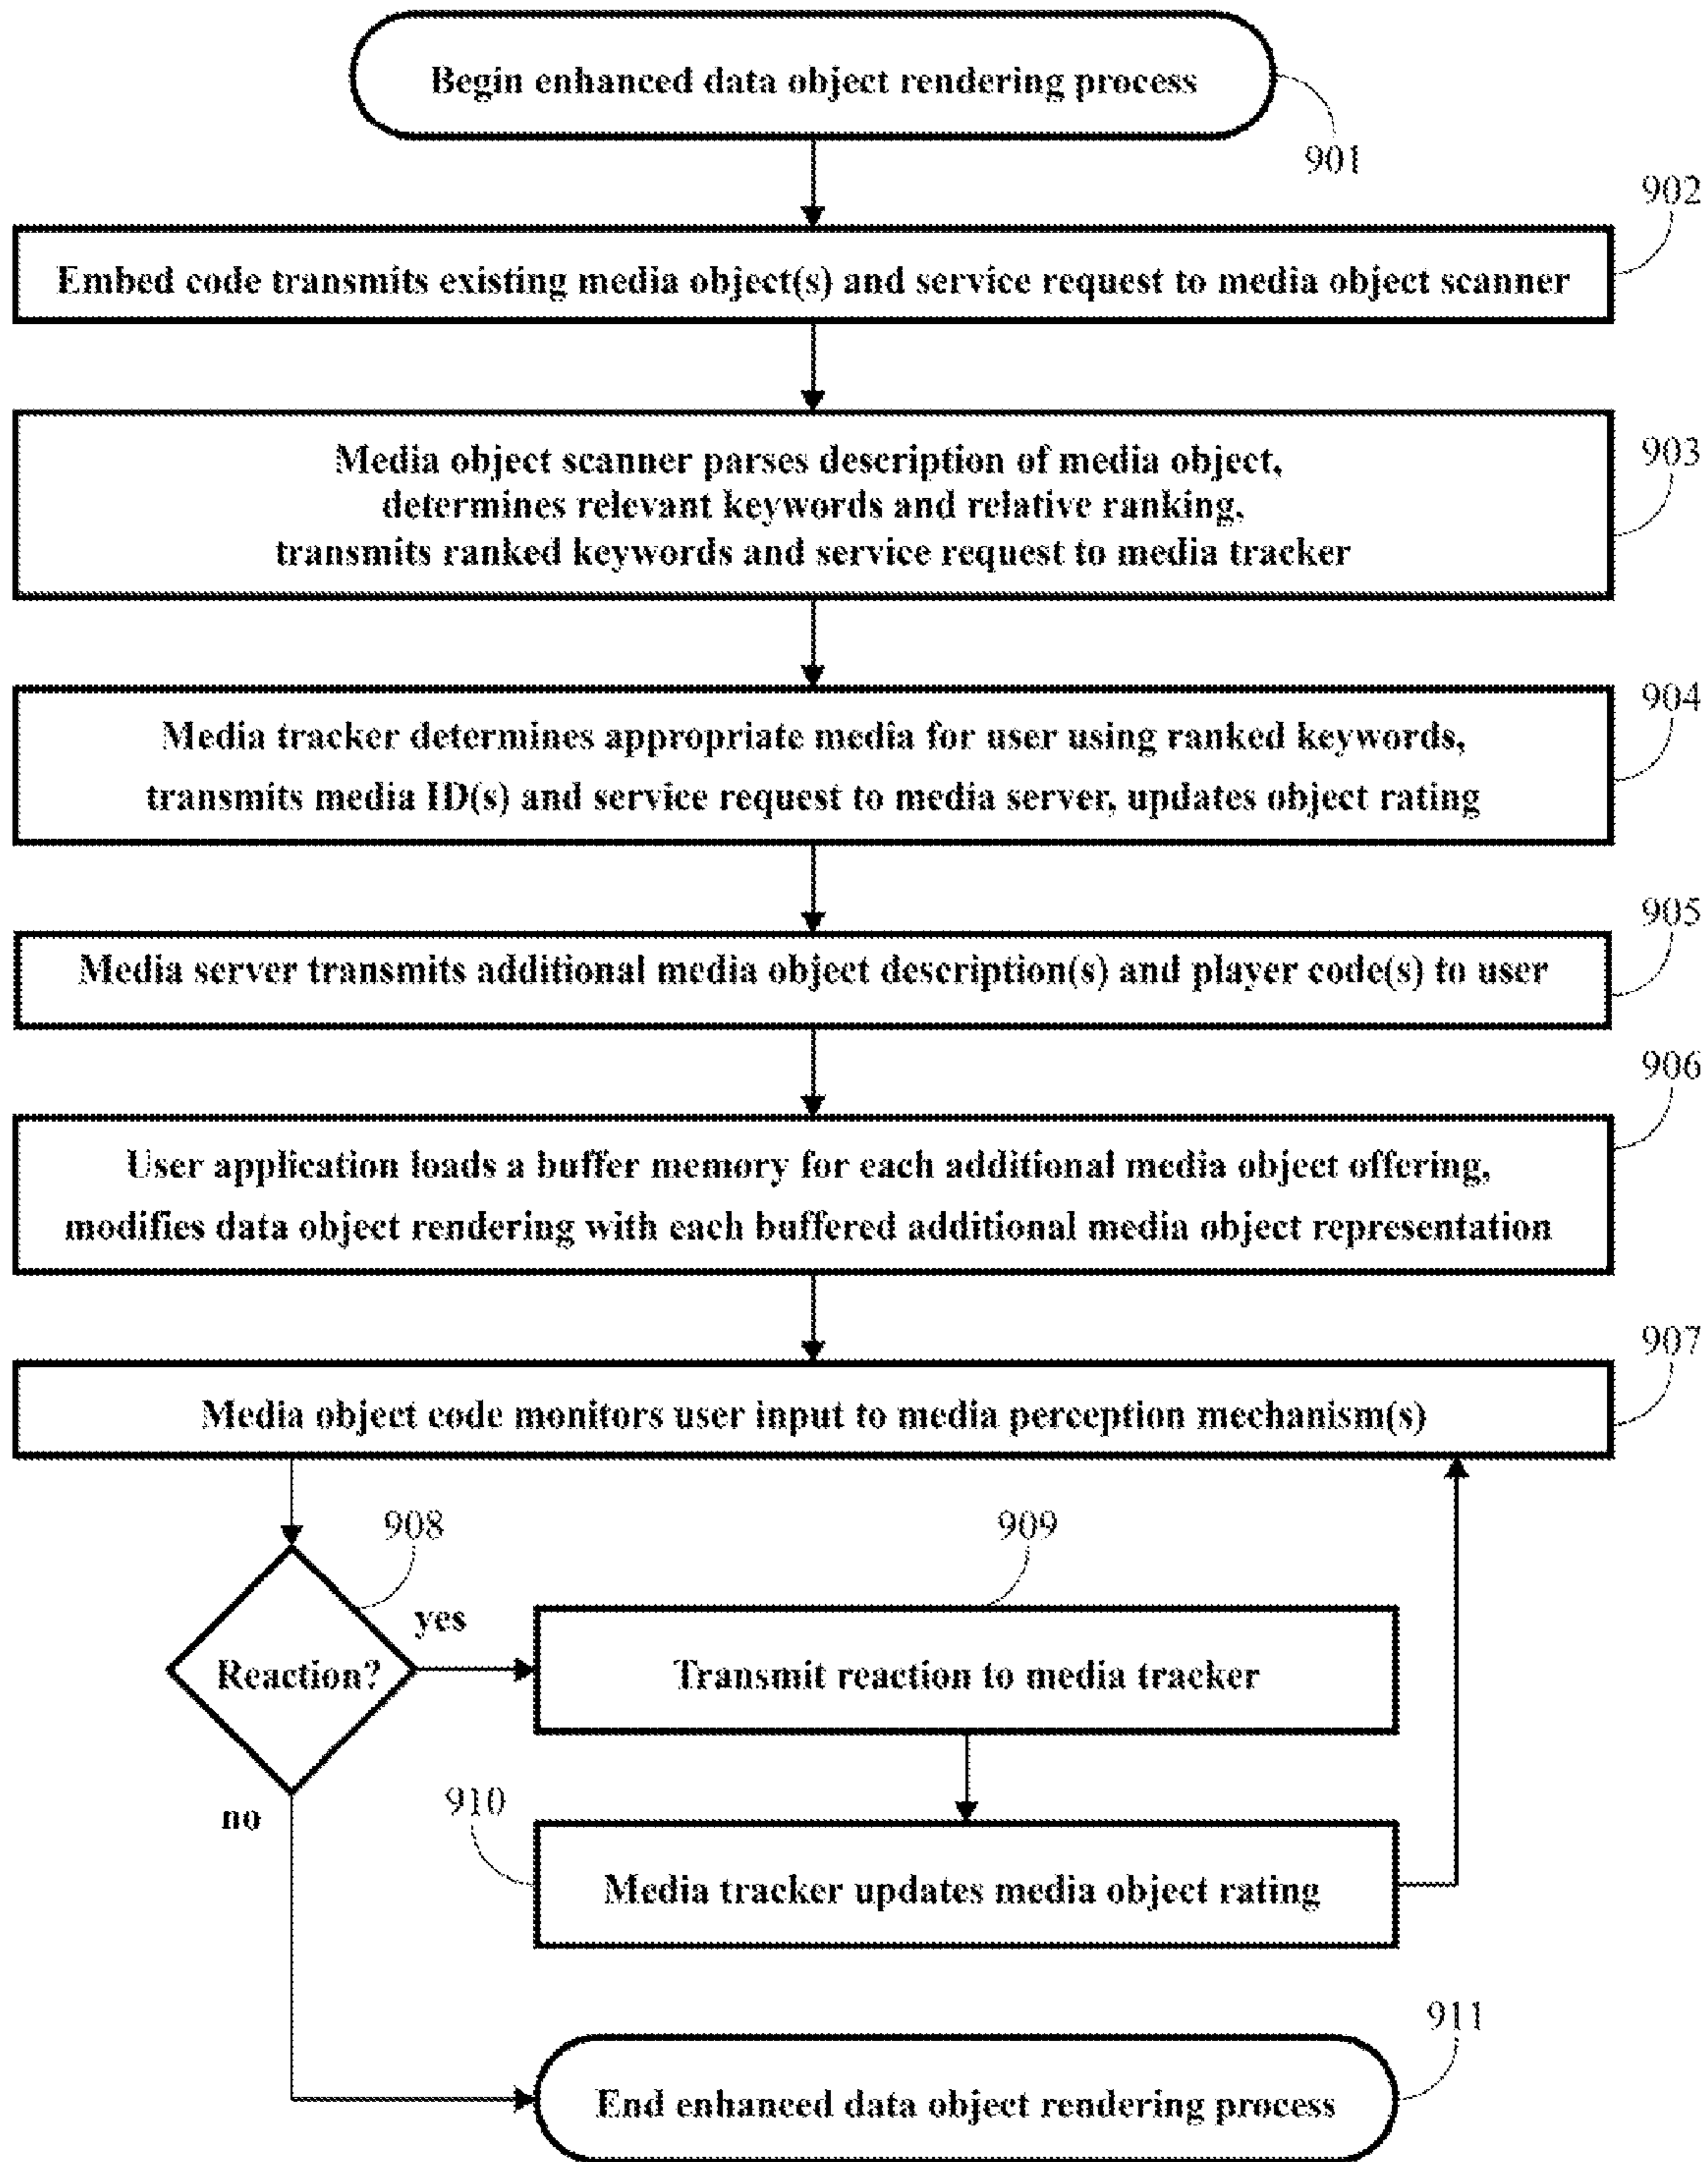 Begin enhanced data object rendering process
901
902
Embed code transmits existing media object(s) and service request to media object scanner
903
Media object scanner parses description of media object,
determines relevant keywords and relative ranking,
transmits ranked keywords and service request to media tracker
904
Media tracker determines appropriate media for user using ranked keywords,
transmits media ID(s) and service request to media server, updates object rating
905
Media server transmits additional media object description(s) and player code(s) to user
906
User application loads a buffer memory for each additional media object offering,
modifies data object rendering with each buffered additional media object representation
907
Media object code monitors user input to media perception mechanism(s)
908
909
yes
Reaction?
Transmit reaction to media tracker
910
no
Media tracker updates media object rating
911
End enhanced data object rendering process